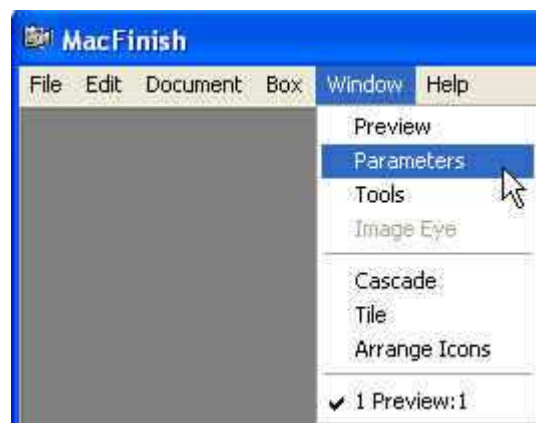 MacFinish
File Edit Document Box Window Help
Preview
Parameters
Tools
Image Eye
Cascade
Tile
Arrange Icons
✓ 1 Preview:1